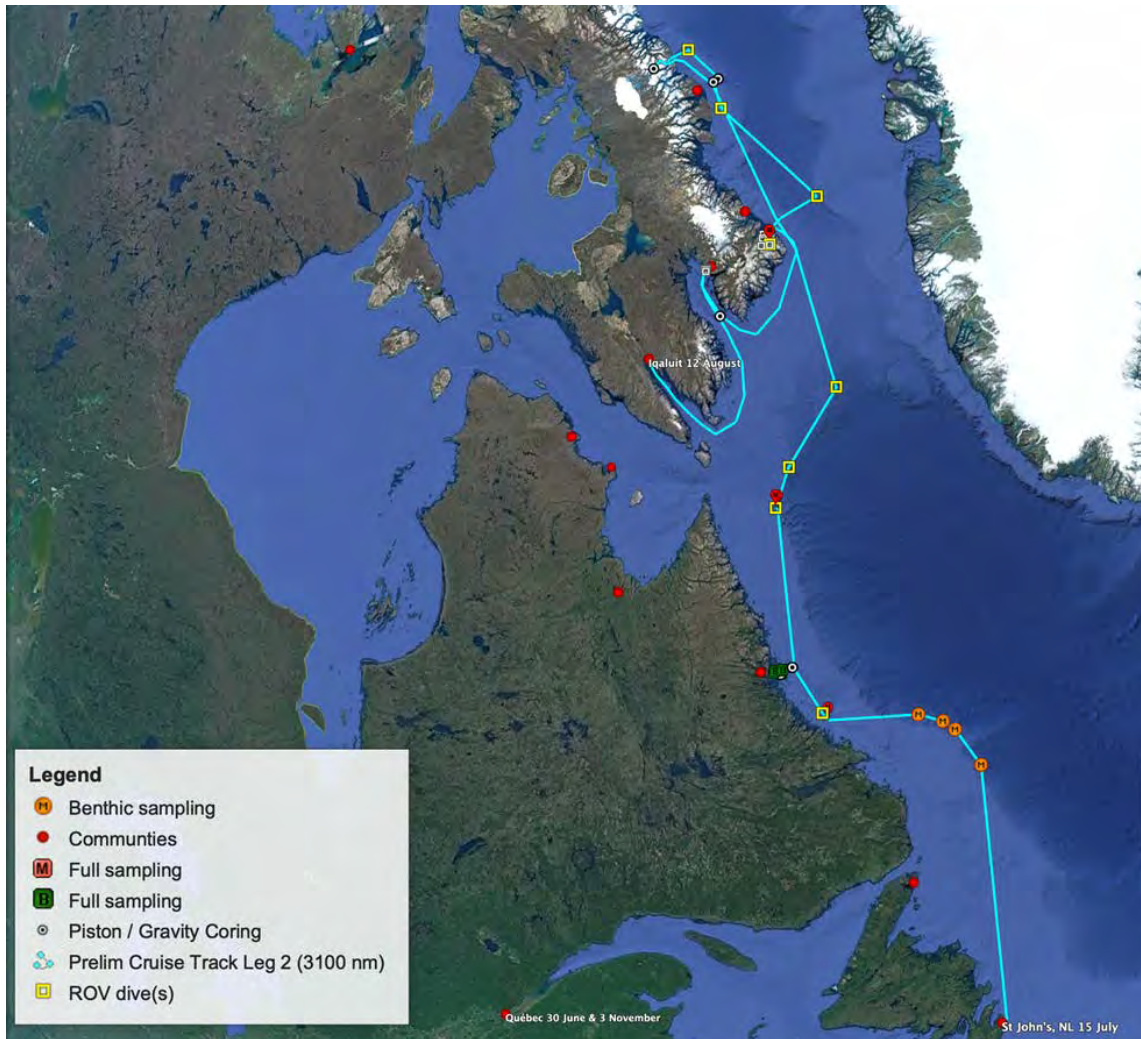 Iqaluit 12 August
Legend
M Benthic sampling
Communties
M Full sampling
B Full sampling
Piston / Gravity Coring
Prelim Cruise Track Leg 2 (3100 nm)
ROV dive(s)
M
M
M
M
Québec 30 June & 3 November
St John's, NL 15 July